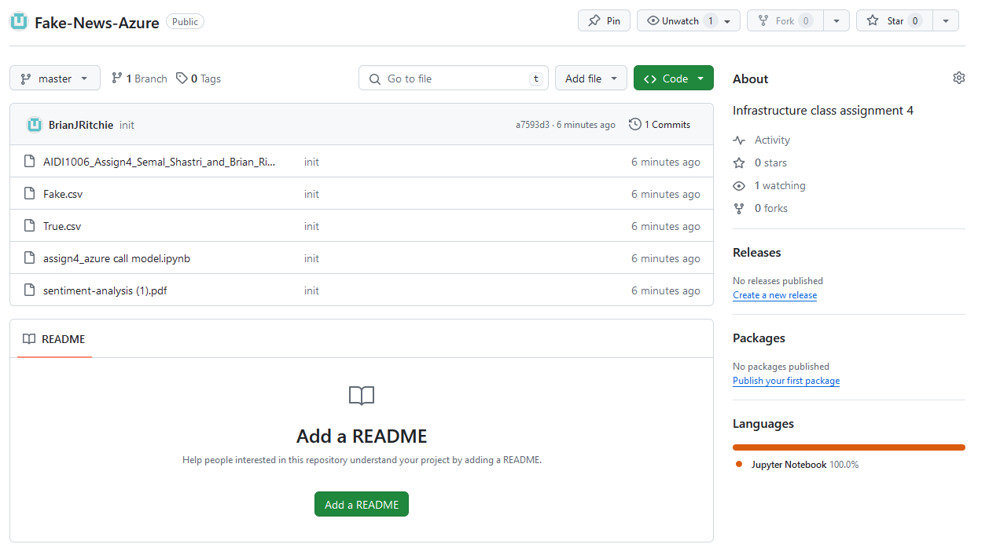 Fake-News-Azure Public Pin Unwatch 1 Fork 0 Star 0
master 1 Branch 0 Tags Go to file t Add file Code
BrianJRitchie init a7593d3 · 6 minutes ago 1 Commits
AIDI1006_Assign4_Semal_Shastri_and_Brian_Ri... init 6 minutes ago
Fake.csv init 6 minutes ago
True.csv init 6 minutes ago
assign4_azure call model.ipynb init 6 minutes ago
sentiment-analysis (1).pdf init 6 minutes ago
README
Add a README
Help people interested in this repository understand your project by adding a README.
Add a README
About
Infrastructure class assignment 4
Activity
0 stars
1 watching
0 forks
Releases
No releases published
Create a new release
Packages
No packages published
Publish your first package
Languages
Jupyter Notebook 100.0%